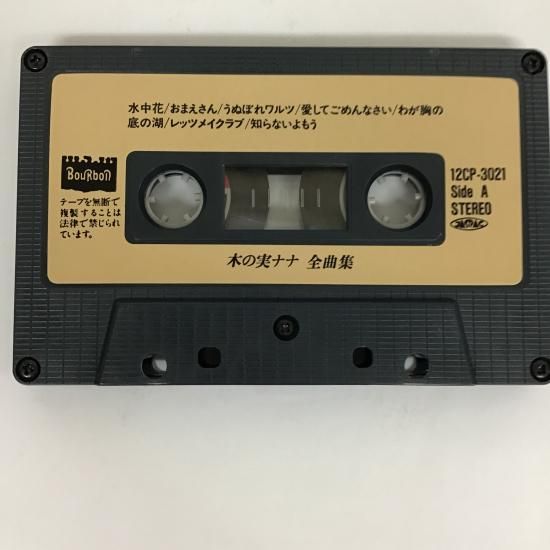 水中花/おまえさん/うぬぼれワルツ/愛してごめんなさい/わが胸の
底の湖/レッツメイクラブ/知らないよもう
BouRbon
テープを無断で
複製することは
法律で禁じられ
ています。
12CP-3021
Side A
STEREO
木の実ナナ 全曲集